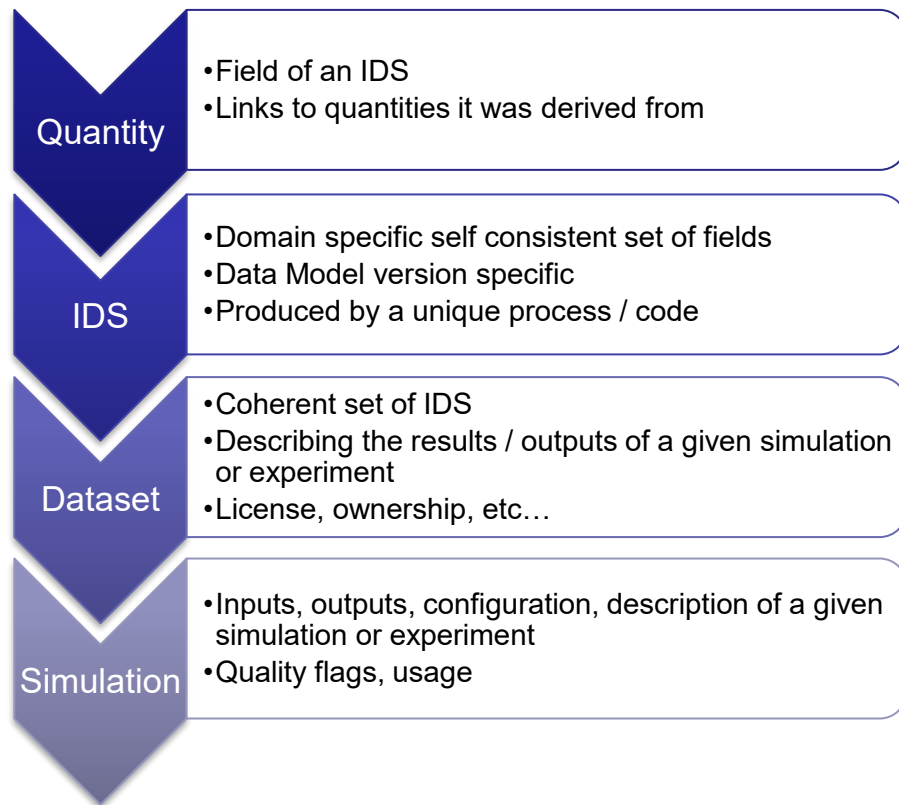 Quantity
•Field of an IDS
•Links to quantities it was derived from
IDS
•Domain specific self consistent set of fields
•Data Model version specific
•Produced by a unique process / code
Dataset
•Coherent set of IDS
•Describing the results / outputs of a given simulation
or experiment
•License, ownership, etc…
Simulation
•Inputs, outputs, configuration, description of a given
simulation or experiment
•Quality flags, usage